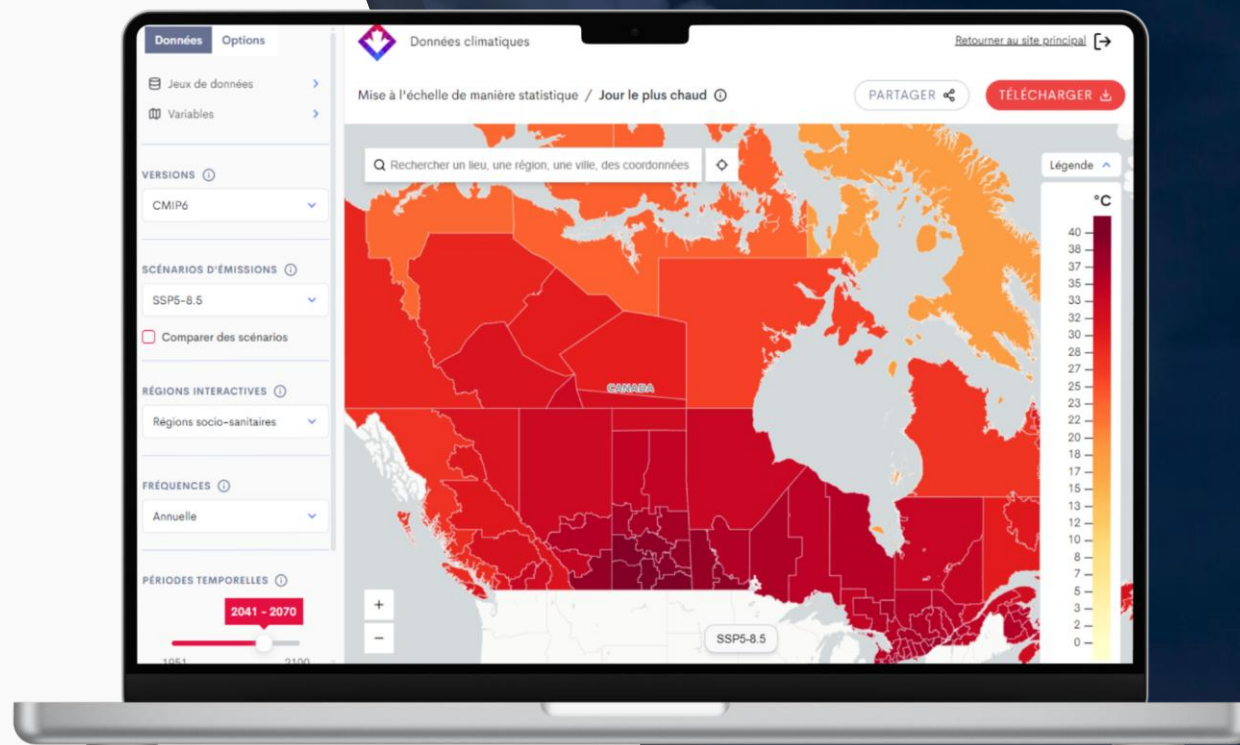 Données Options
Jeux de données
Variables
VERSIONS
CMIP6
SCÉNARIOS D'ÉMISSIONS
SSP5-8.5
Comparer des scénarios
RÉGIONS INTERACTIVES
Régions socio-sanitaires
FRÉQUENCES
Annuelle
PÉRIODES TEMPORELLES
2041 - 2070
1951 2100
Données climatiques
Retourner au site principal
Mise à l'échelle de manière statistique / Jour le plus chaud
PARTAGER
TÉLÉCHARGER
Rechercher un lieu, une région, une ville, des coordonnées
Légende
°C
40
38
37
35
33
32
30
28
27
25
23
22
20
18
17
15
13
12
10
8
7
5
3
2
0
CANADA
+
−
SSP5-8.5